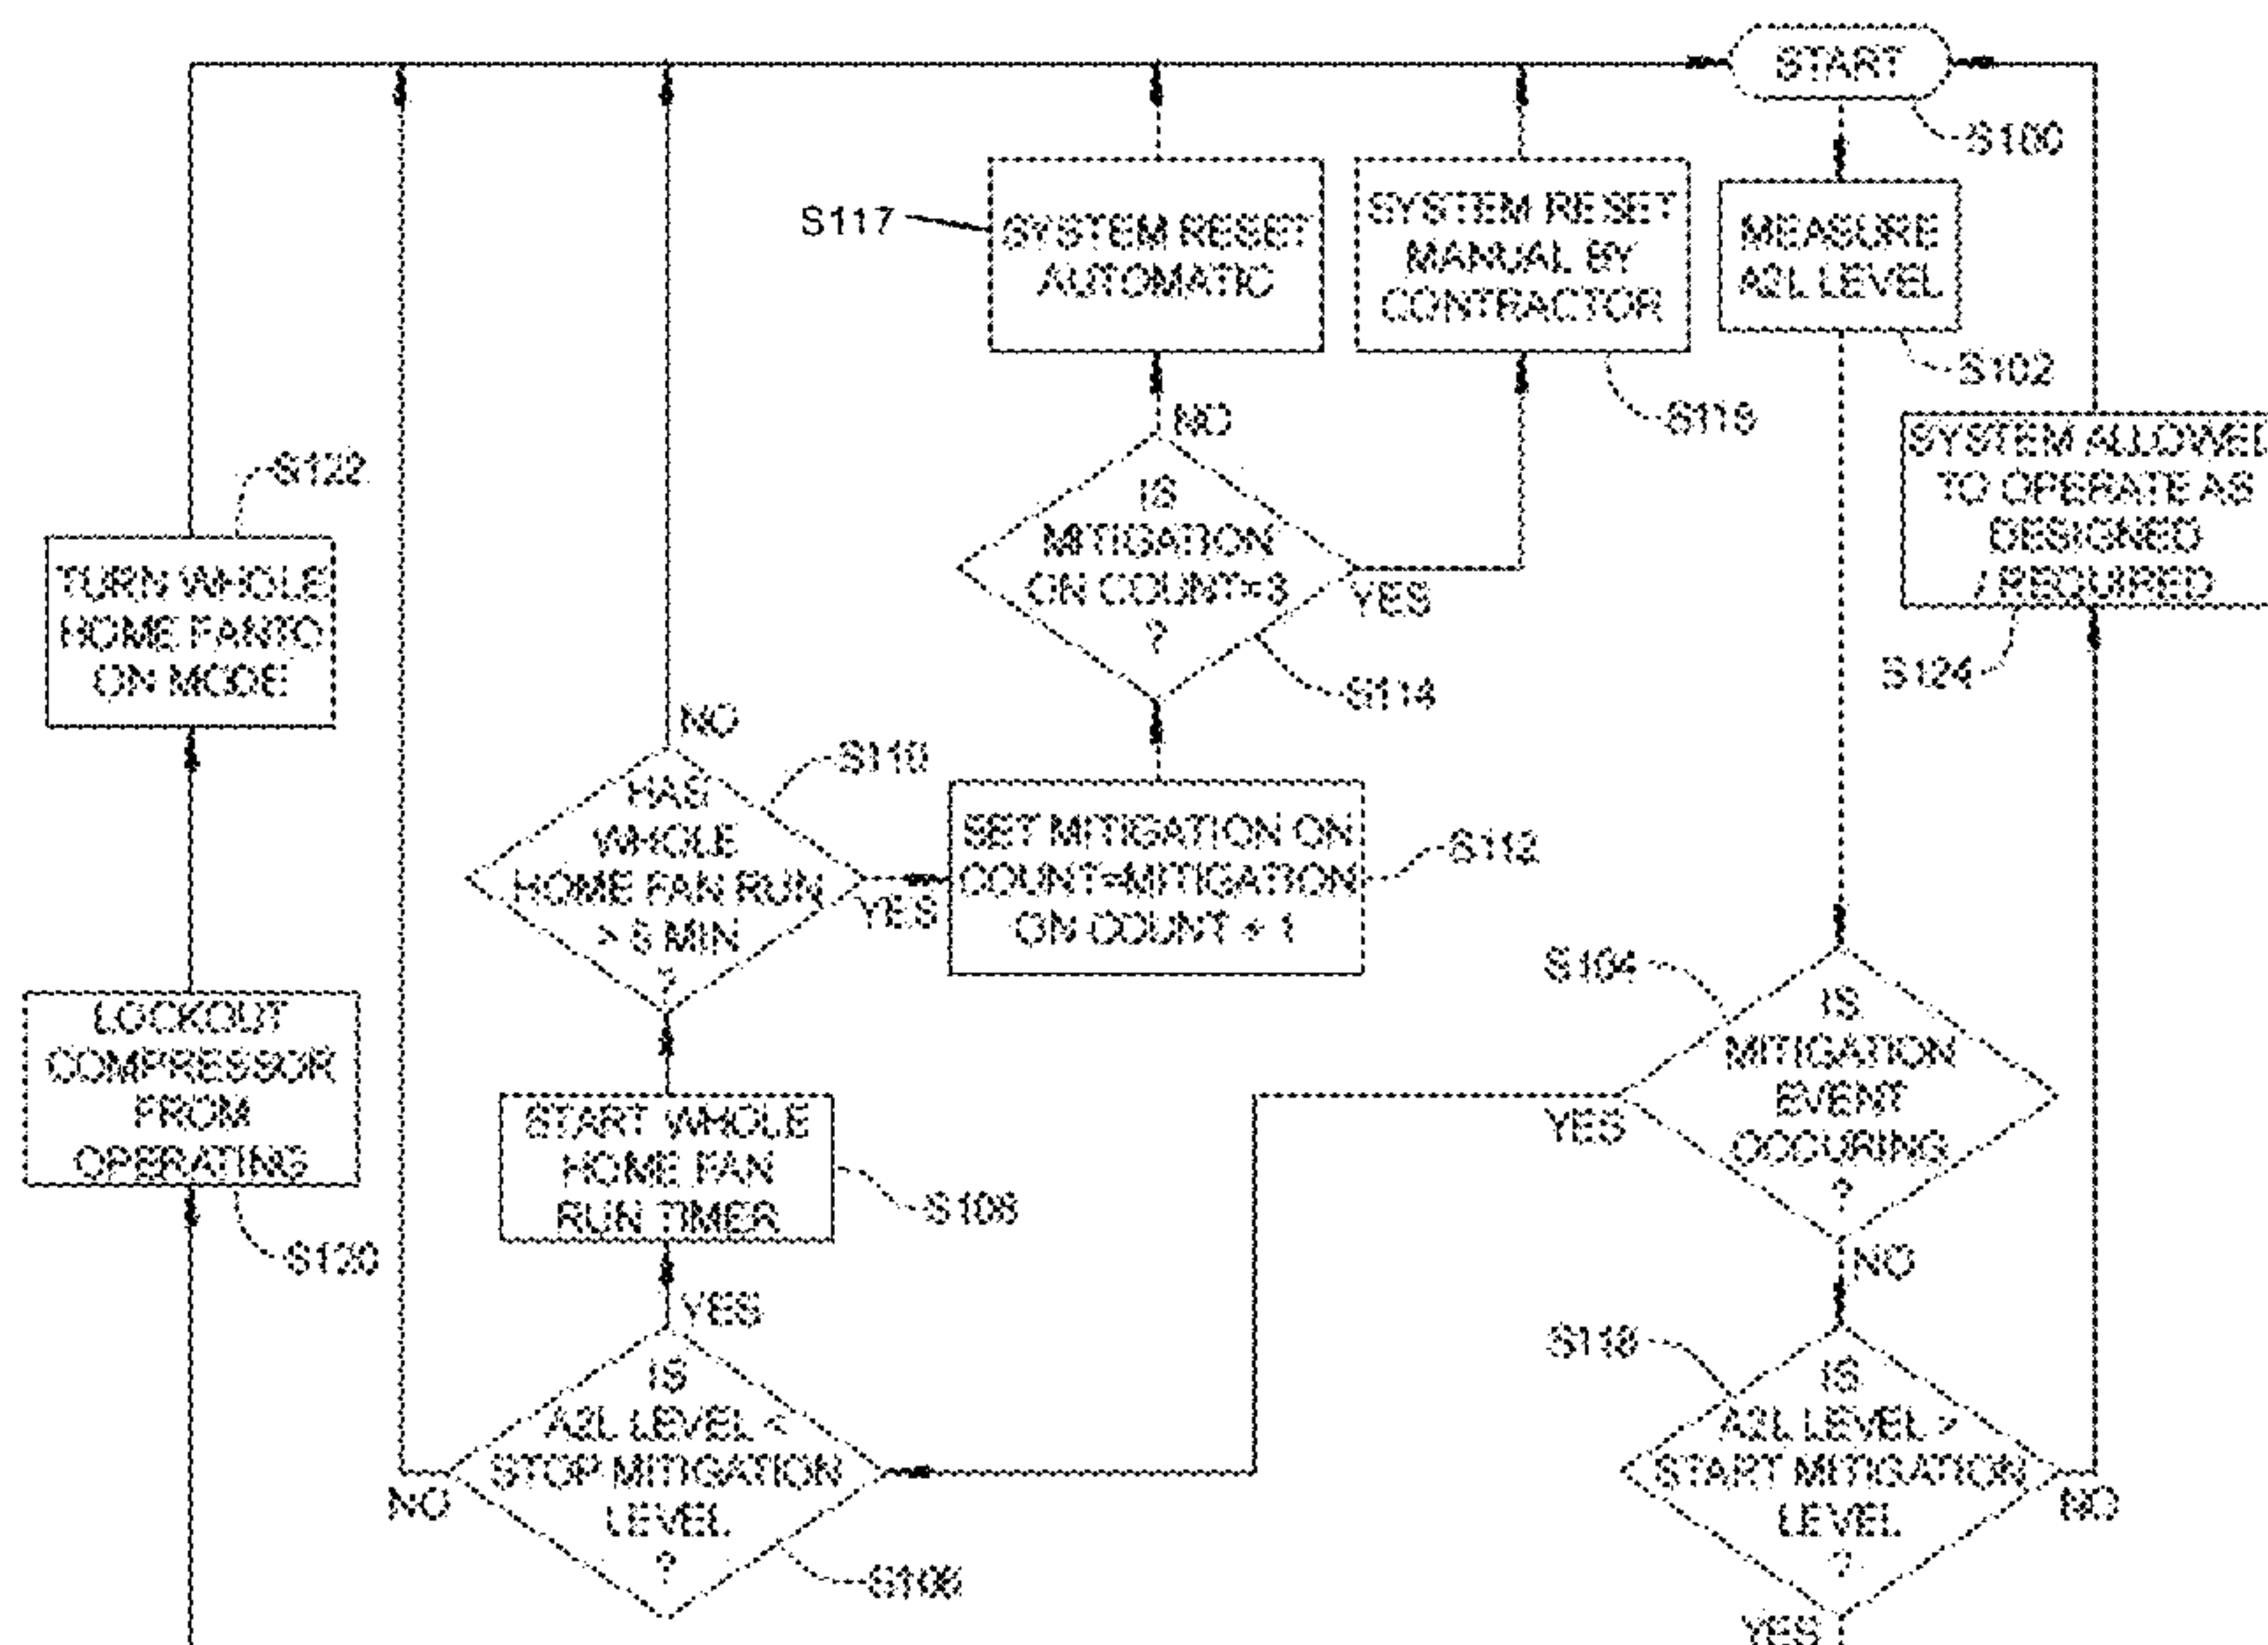 START
S100
SYSTEM RESET
AUTOMATIC
S117
SYSTEM RESET
MANUAL BY
CONTRACTOR
MEASURE
A2L LEVEL
S102
NO
SYSTEM ALLOWED
TO OPERATE AS
DESIGNED
/ REQUIRED
S124
S122
TURN WHOLE
HOME FANTO
ON MODE
IS
MITIGATION
ON COUNT=3
?
YES
S114
NO
HAS
WHOLE
HOME FAN RUN
> 5 MIN
?
S110
YES
SET MITIGATION ON
COUNT=MITIGATION
ON COUNT + 1
S112
S104
IS
MITIGATION
EVENT
OCCURING
?
YES
NO
LOCKOUT
COMPRESSOR
FROM
OPERATING
S120
START WHOLE
HOME FAN
RUN TIMER
S108
YES
IS
A2L LEVEL <
STOP MITIGATION
LEVEL
?
NO
S106
S118
IS
A2L LEVEL >
START MITIGATION
LEVEL
?
NO
YES